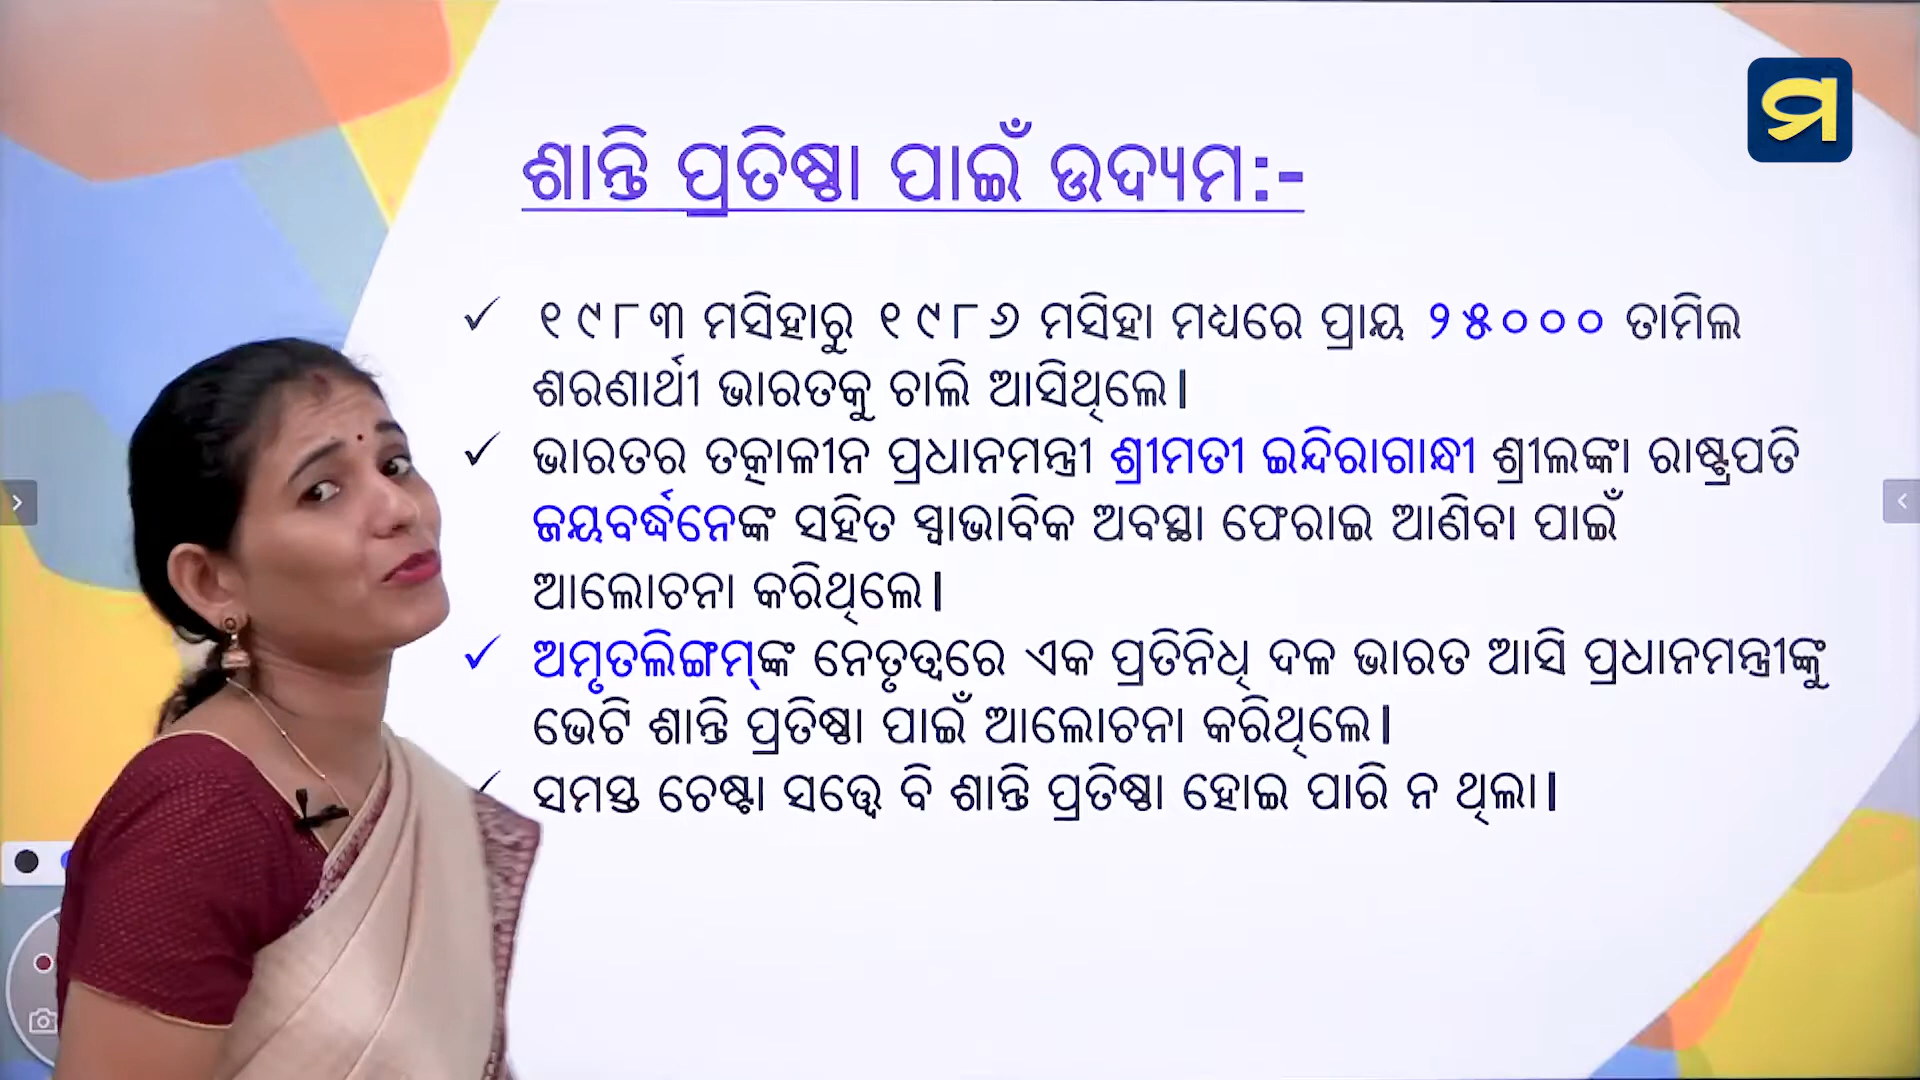 ମ
ଶାନ୍ତି ପ୍ରତିଷ୍ଠା ପାଇଁ ଉଦ୍ୟମ:-
✓ ୧୯୮୩ ମସିହାରୁ ୧୯୮୬ ମସିହା ମଧ୍ୟରେ ପ୍ରାୟ ୨୫୦୦୦ ତାମିଲ
ଶରଣାର୍ଥୀ ଭାରତକୁ ଚାଲି ଆସିଥିଲେ।
✓ ଭାରତର ତତ୍କାଳୀନ ପ୍ରଧାନମନ୍ତ୍ରୀ ଶ୍ରୀମତୀ ଇନ୍ଦିରାଗାନ୍ଧୀ ଶ୍ରୀଲଙ୍କା ରାଷ୍ଟ୍ରପତି
ଜୟବର୍ଦ୍ଧନେଙ୍କ ସହିତ ସ୍ୱାଭାବିକ ଅବସ୍ଥା ଫେରାଇ ଆଣିବା ପାଇଁ
ଆଲୋଚନା କରିଥିଲେ।
✓ ଅମୃତଲିଙ୍ଗମ୍‌ଙ୍କ ନେତୃତ୍ୱରେ ଏକ ପ୍ରତିନିଧି ଦଳ ଭାରତ ଆସି ପ୍ରଧାନମନ୍ତ୍ରୀଙ୍କୁ
ଭେଟି ଶାନ୍ତି ପ୍ରତିଷ୍ଠା ପାଇଁ ଆଲୋଚନା କରିଥିଲେ।
✓ ସମସ୍ତ ଚେଷ୍ଟା ସତ୍ତ୍ୱେ ବି ଶାନ୍ତି ପ୍ରତିଷ୍ଠା ହୋଇ ପାରି ନ ଥିଲା।